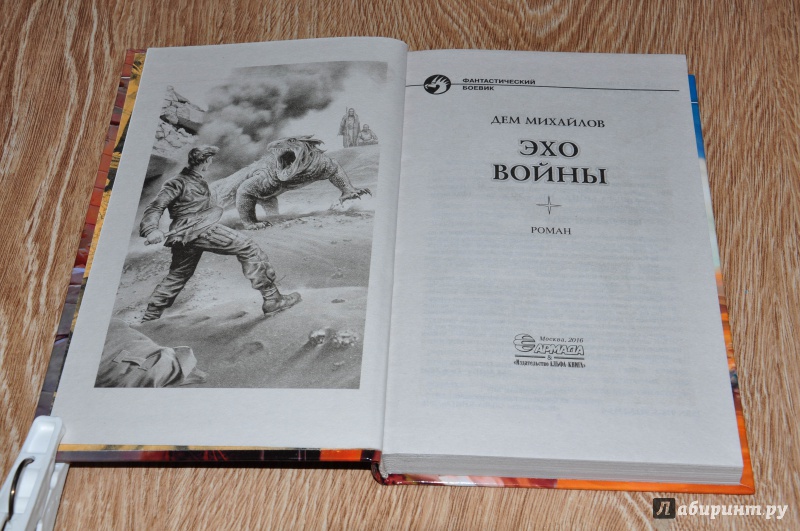 ФАНТАСТИЧЕСКИЙ
БОЕВИК
ДЕМ МИХАЙЛОВ
ЭХО
ВОЙНЫ
РОМАН
Москва, 2016
АРМАДА
&
«Издательство АЛЬФА-КНИГА»
Лабиринт.ру